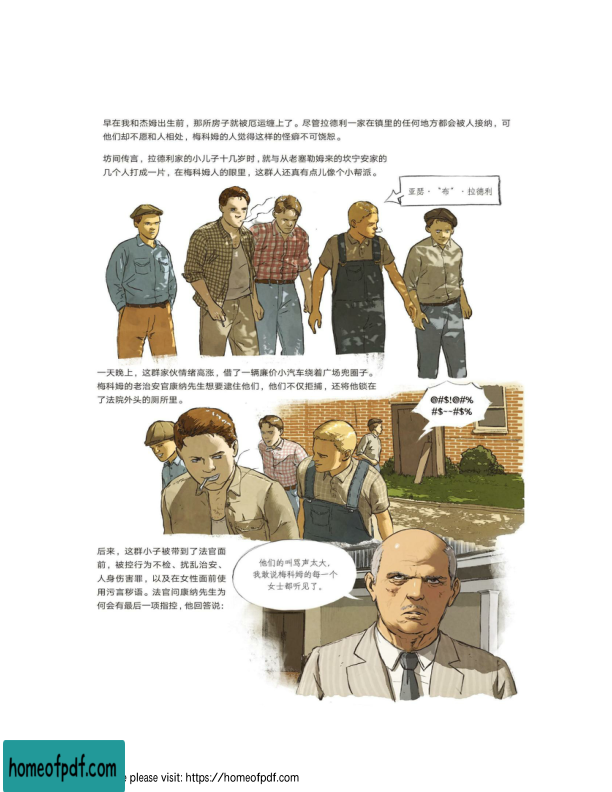 早在我和杰姆出生前，那所房子就被厄运缠上了。尽管拉德利一家在镇里的任何地方都会被人接纳，可
他们却不愿和人相处，梅科姆的人觉得这样的怪癖不可饶恕。
坊间传言，拉德利家的小儿子十几岁时，就与从老塞勒姆来的坎宁安家的
几个人打成一片，在梅科姆人的眼里，这群人还真有点儿像个小帮派。
亚瑟·“布”·拉德利
一天晚上，这群家伙情绪高涨，借了一辆廉价小汽车绕着广场兜圈子。
梅科姆的老治安官康纳先生想要逮住他们，他们不仅拒捕，还将他锁在
了法院外头的厕所里。
@#$!@#%
#$~~#$%
后来，这群小子被带到了法官面
前，被控行为不检、扰乱治安、
人身伤害罪，以及在女性面前使
用污言秽语。法官问康纳先生为
何会有最后一项指控，他回答说：
他们的叫骂声太大，
我敢说梅科姆的每一个
女士都听见了。
homeofpdf.com
e please visit: https://homeofpdf.com